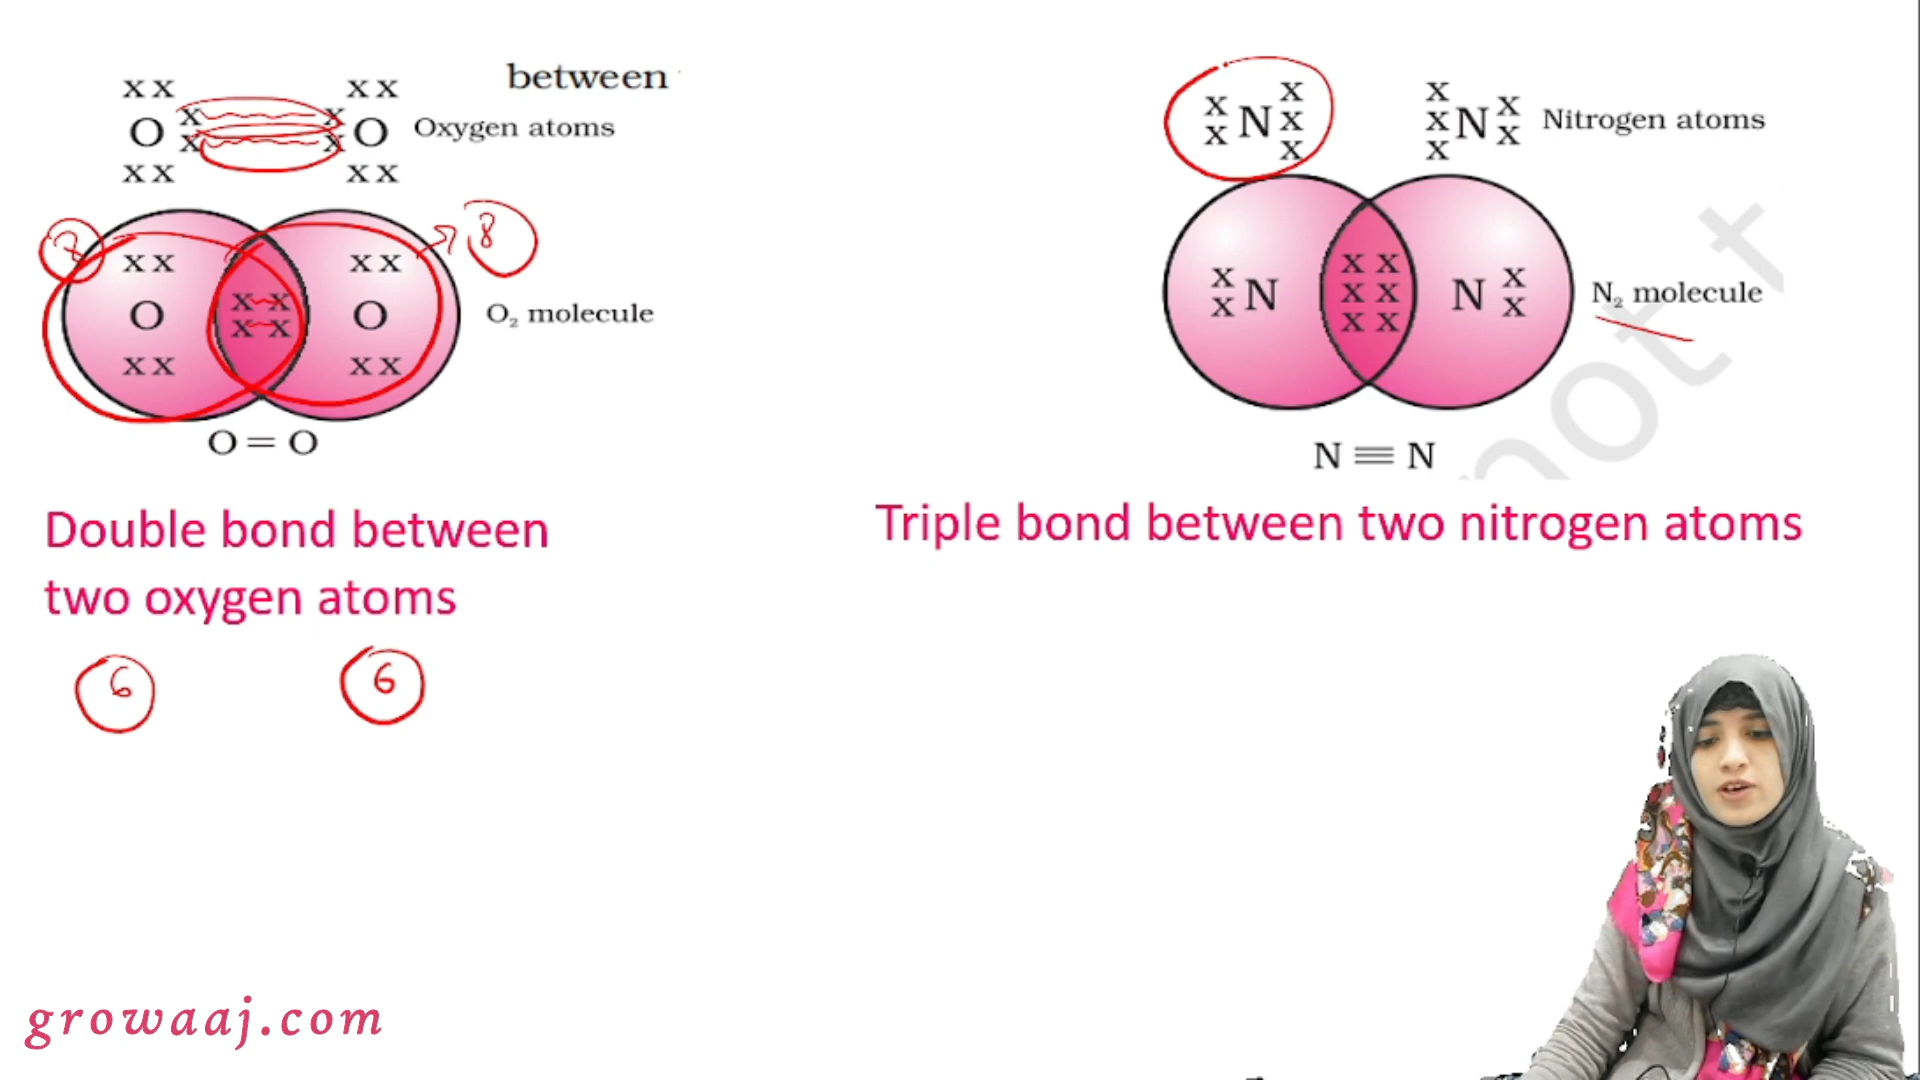 between
x x x x
O x x O Oxygen atoms
x x
x x x x
8 8
x x x x
O x x x x O O₂ molecule
x x x x
O = O
Double bond between
two oxygen atoms
6 6
x x N x x x
x x x N x x Nitrogen atoms
x x N x x x x x x N x x N₂ molecule
N ≡ N
not t
Triple bond between two nitrogen atoms
growaaj.com